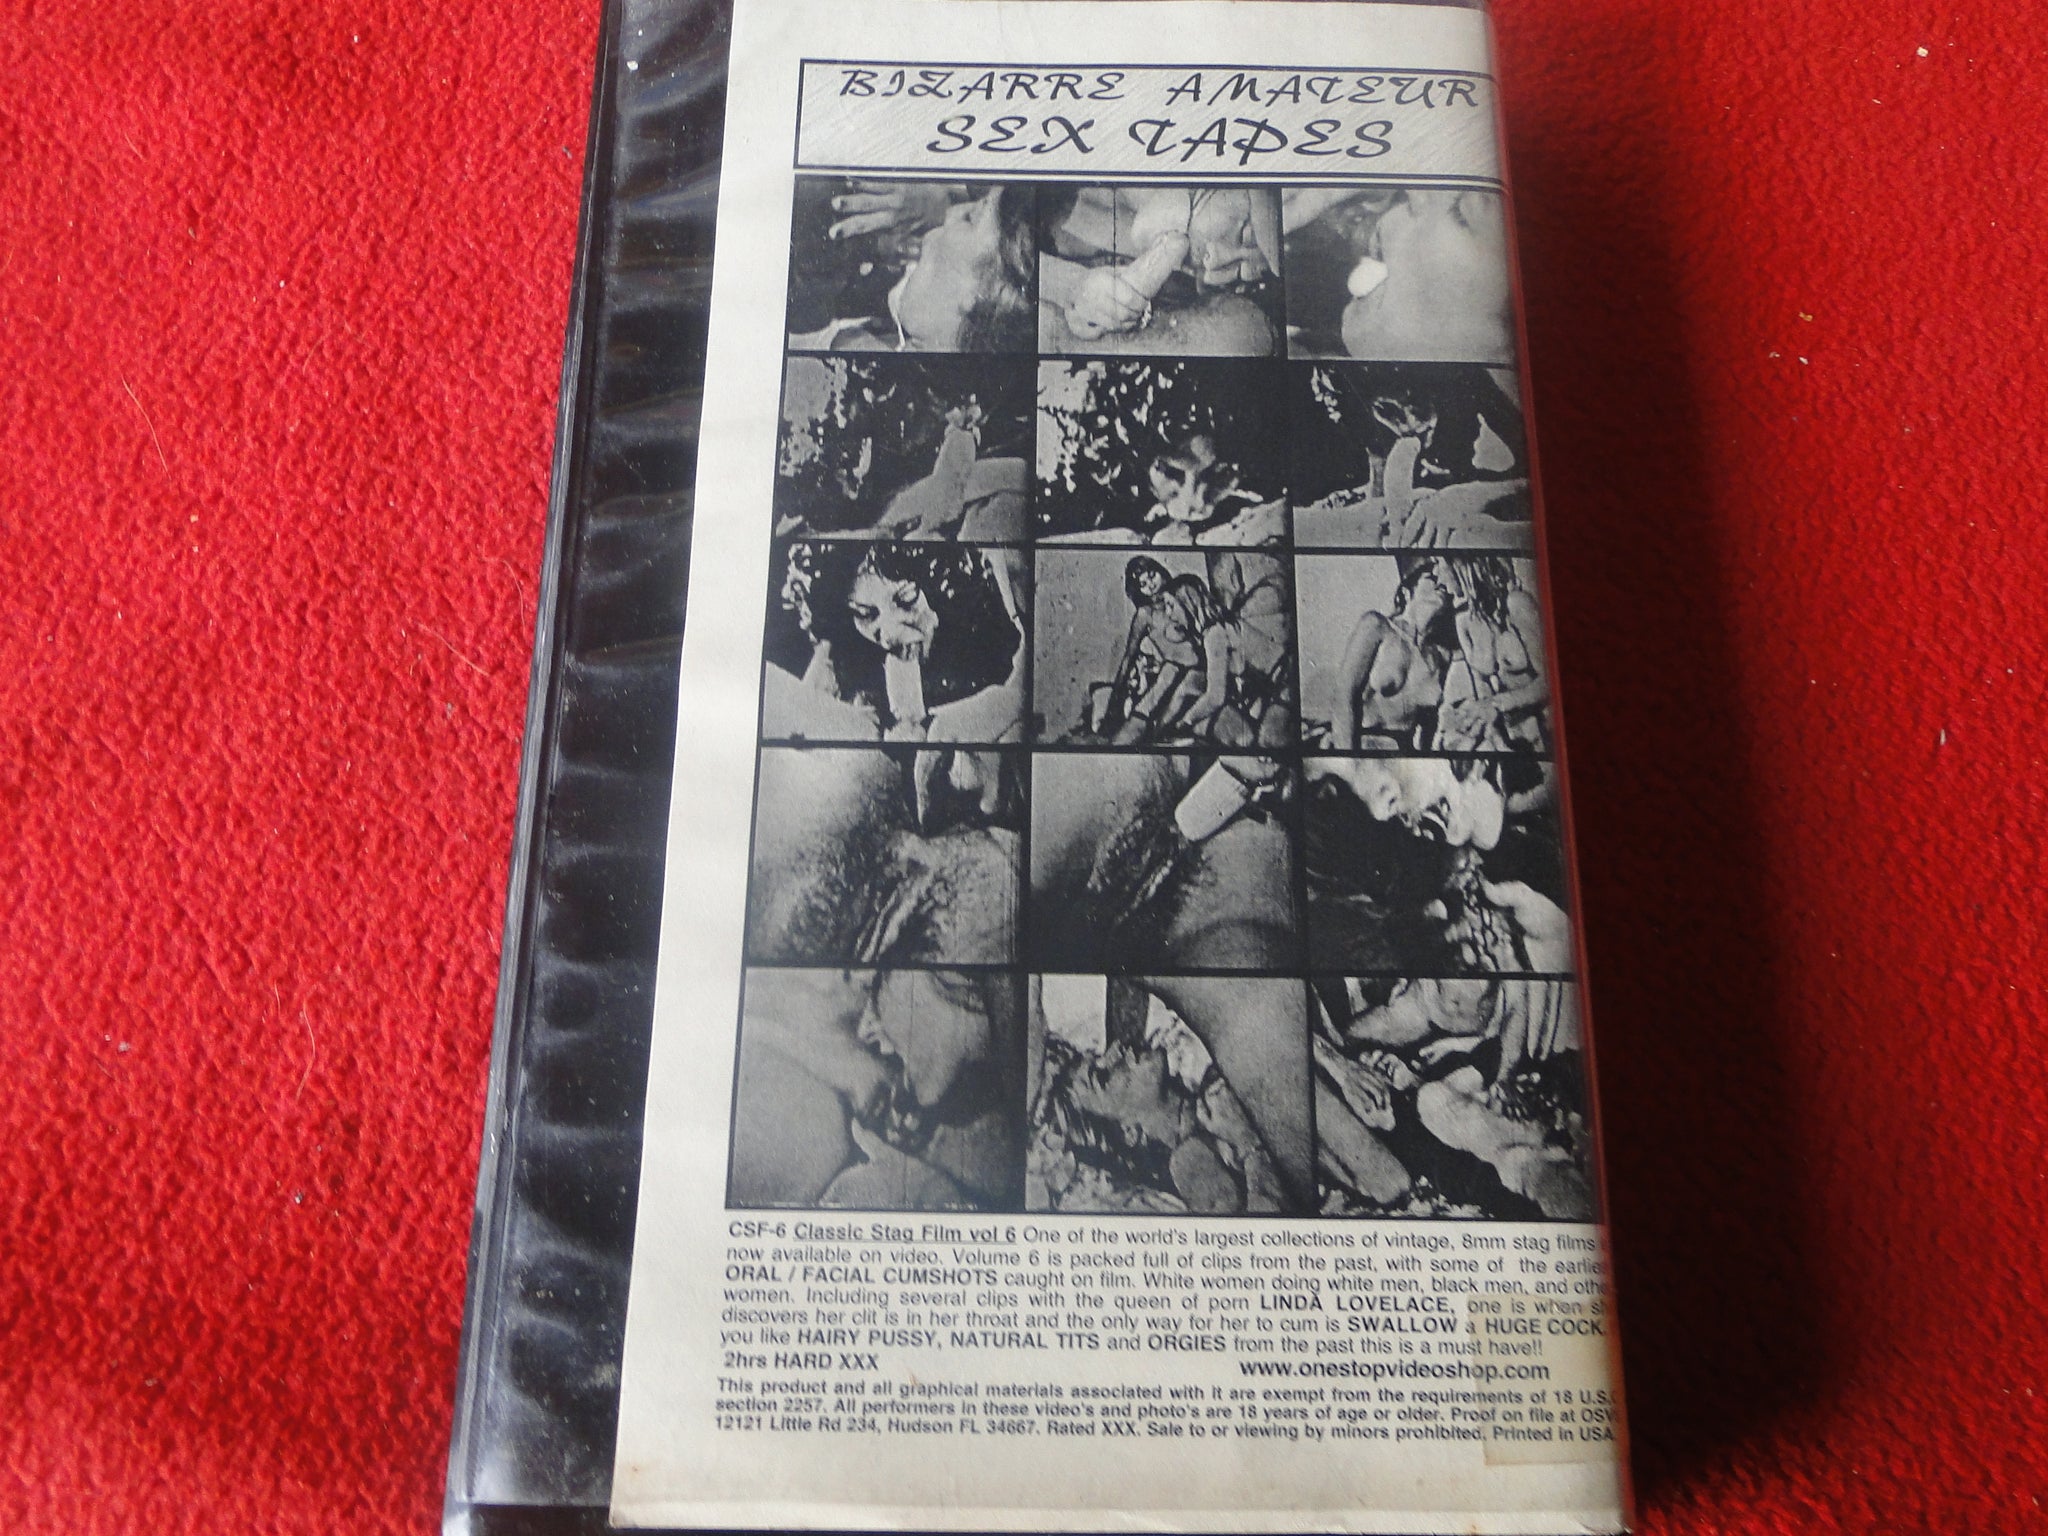 BIZARRE AMATEUR
SEX TAPES
CSF-6 Classic Stag Film vol 6 One of the world's largest collections of vintage, 8mm stag films
now available on video. Volume 6 is packed full of clips from the past, with some of the
ORAL / FACIAL CUMSHOTS caught on film. White women doing white men, black men, and
women. Including several clips with the queen of porn LINDA LOVELACE, one is when
discovers her clit is in her throat and the only way for her to cum is SWALLOW a HUGE COCK.
you like HAIRY PUSSY, NATURAL TITS and ORGIES from the past this is a must have!!
2hrs HARD XXX www.onestopvideoshop.com
This product and all graphical materials associated with it are exempt from the requirements of 18
section 2257. All performers in these video's and photo's are 18 years of age or older. Proof on file at
12121 Little Rd 234, Hudson FL 34667. Rated XXX. Sale to or viewing by minors prohibited. Printed in USA.